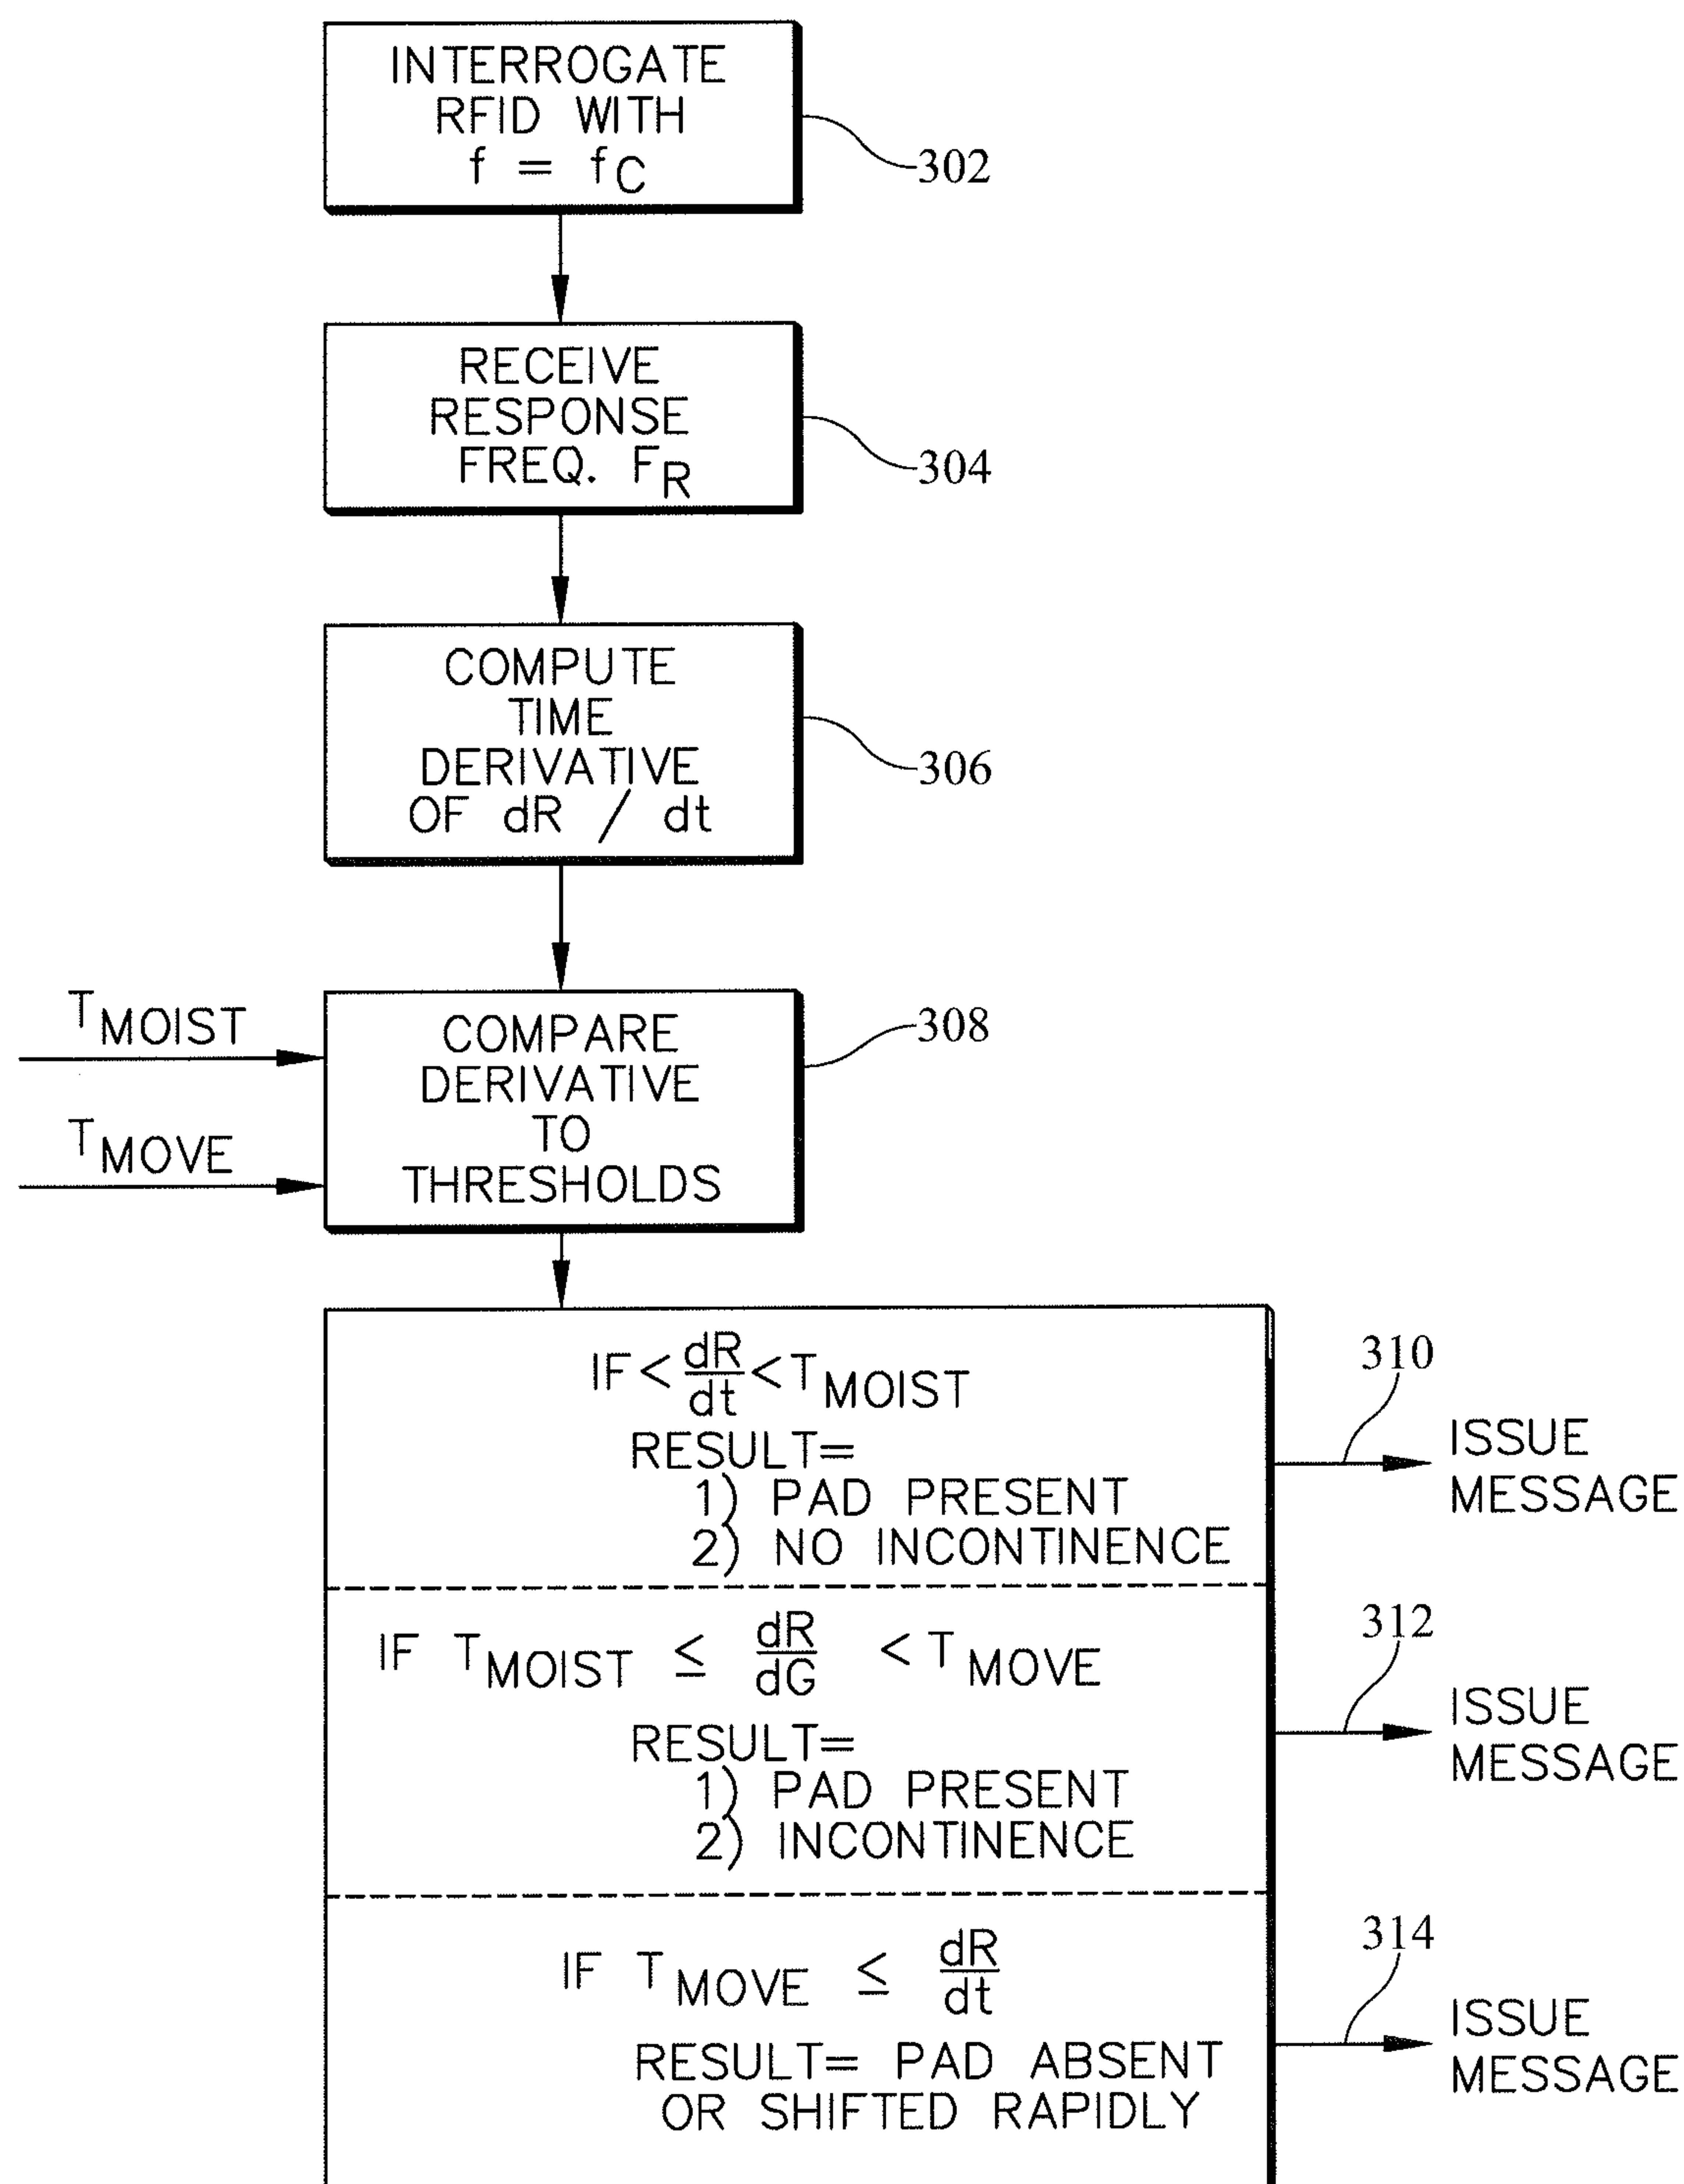 INTERROGATE
RFID WITH
f = fC
302
RECEIVE
RESPONSE
FREQ. FR
304
COMPUTE
TIME
DERIVATIVE
OF dR / dt
306
TMOIST
TMOVE
COMPARE
DERIVATIVE
TO
THRESHOLDS
308
IF < dR/dt < TMOIST
RESULT=
1) PAD PRESENT
2) NO INCONTINENCE
310
ISSUE
MESSAGE
IF TMOIST ≤ dR/dG < TMOVE
RESULT=
1) PAD PRESENT
2) INCONTINENCE
312
ISSUE
MESSAGE
IF TMOVE ≤ dR/dt
RESULT= PAD ABSENT
OR SHIFTED RAPIDLY
314
ISSUE
MESSAGE